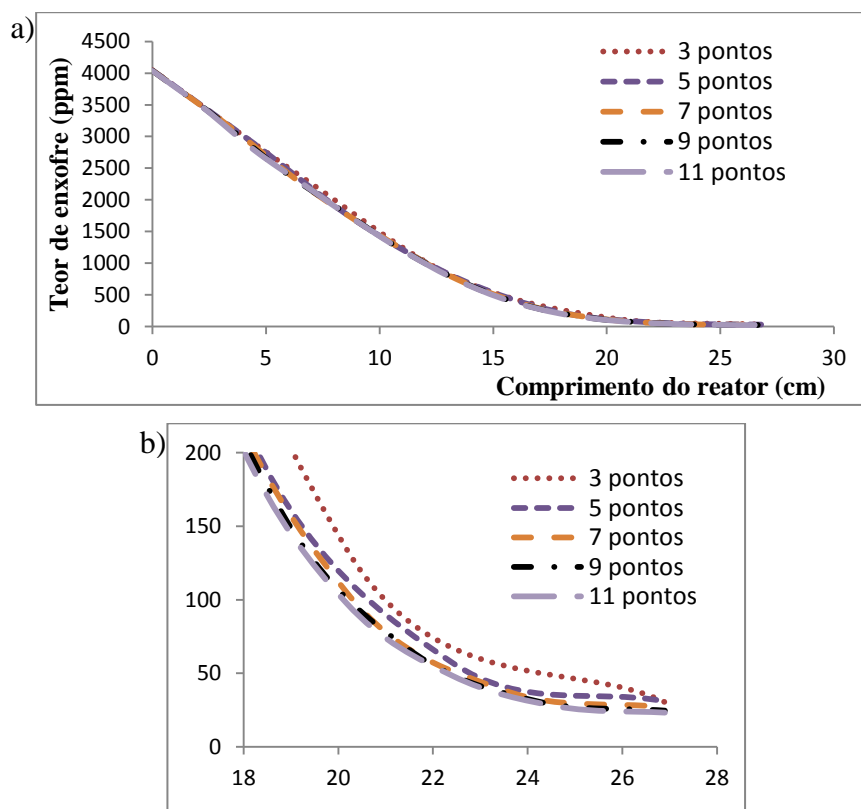 a)
Teor de enxofre (ppm)
4500
4000
3500
3000
2500
2000
1500
1000
500
0
0 5 10 15 20 25 30
Comprimento do reator (cm)
3 pontos
5 pontos
7 pontos
9 pontos
11 pontos
b)
200
150
100
50
0
18 20 22 24 26 28
3 pontos
5 pontos
7 pontos
9 pontos
11 pontos